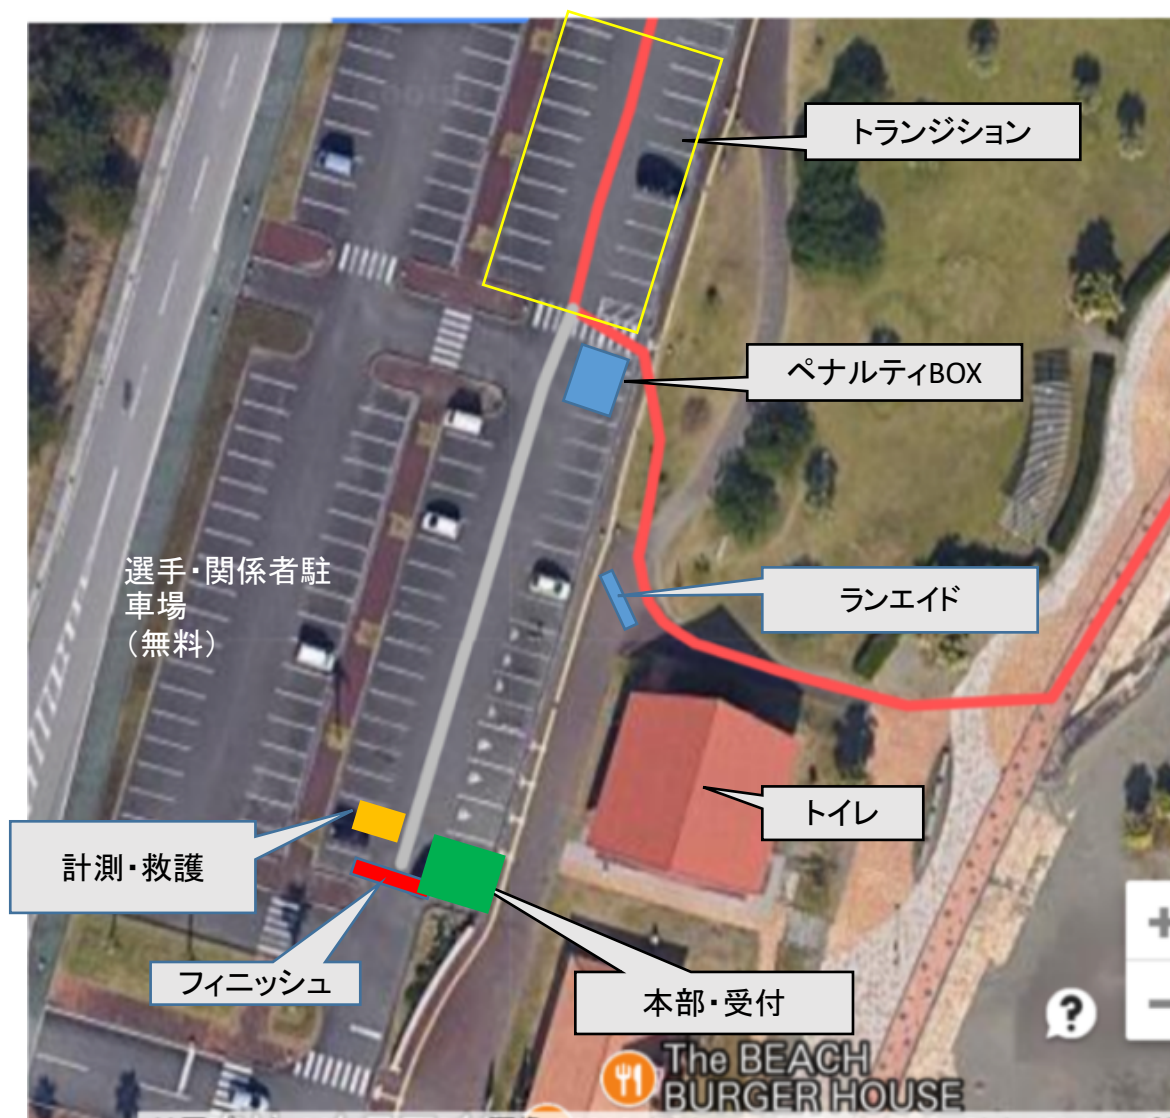 トランジション
ペナルティBOX
選手・関係者駐
車場
（無料）
ランエイド
トイレ
計測・救護
フィニッシュ
本部・受付
+
−
?
The BEACH
BURGER HOUSE